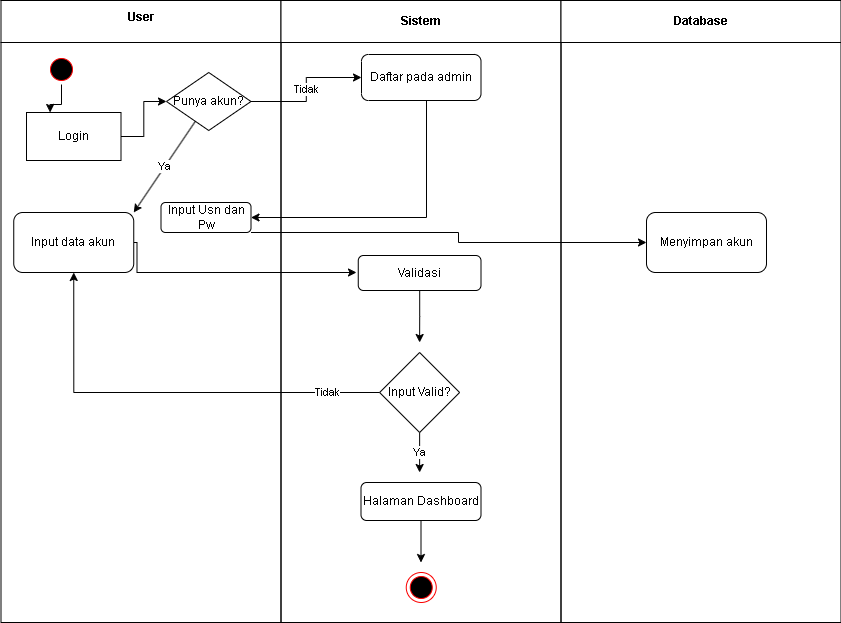 User
Sistem
Database
Punya akun?
Tidak
Daftar pada admin
Login
Ya
Input Usn dan
Pw
Input data akun
Menyimpan akun
Validasi
Tidak
Input Valid?
Ya
Halaman Dashboard